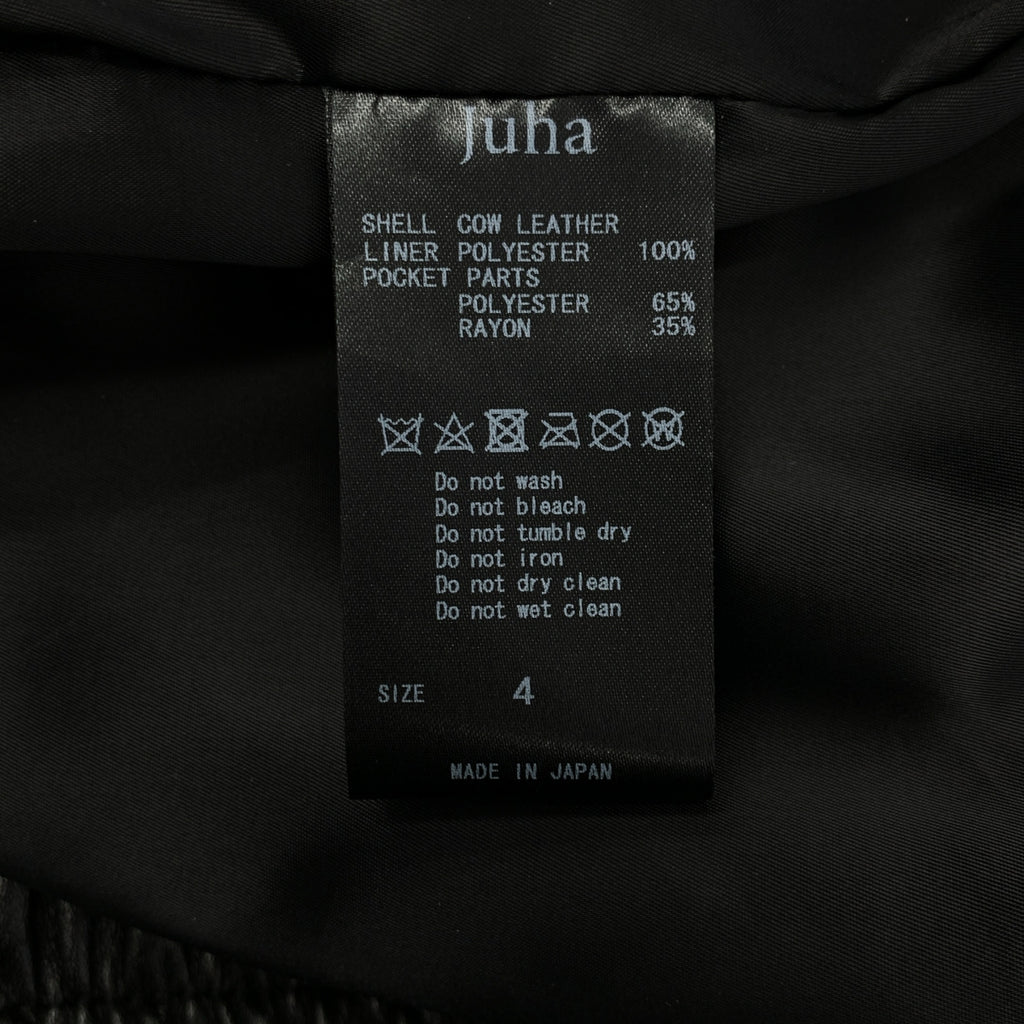 Juha
SHELL COW LEATHER
LINER POLYESTER 100%
POCKET PARTS
POLYESTER 65%
RAYON 35%
W
Do not wash
Do not bleach
Do not tumble dry
Do not iron
Do not dry clean
Do not wet clean
SIZE 4
MADE IN JAPAN